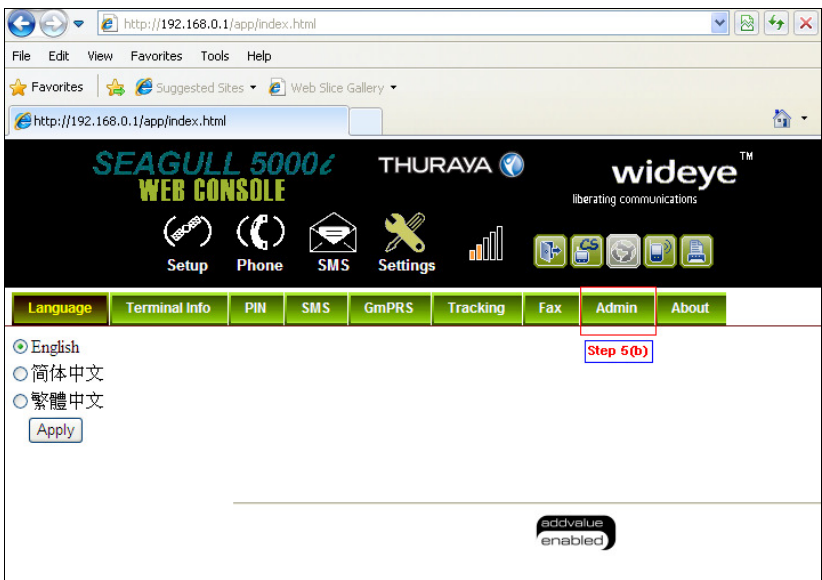 http://192.168.0.1/app/index.html
File Edit View Favorites Tools Help
Favorites Suggested Sites Web Slice Gallery
http://192.168.0.1/app/index.html
SEAGULL 5000i THURAYA wideye™
WEB CONSOLE liberating communications
CS
Setup Phone SMS Settings
Language Terminal Info PIN SMS GmPRS Tracking Fax Admin About
English Step 5(b)
简体中文
繁體中文
Apply
addvalue
enabled